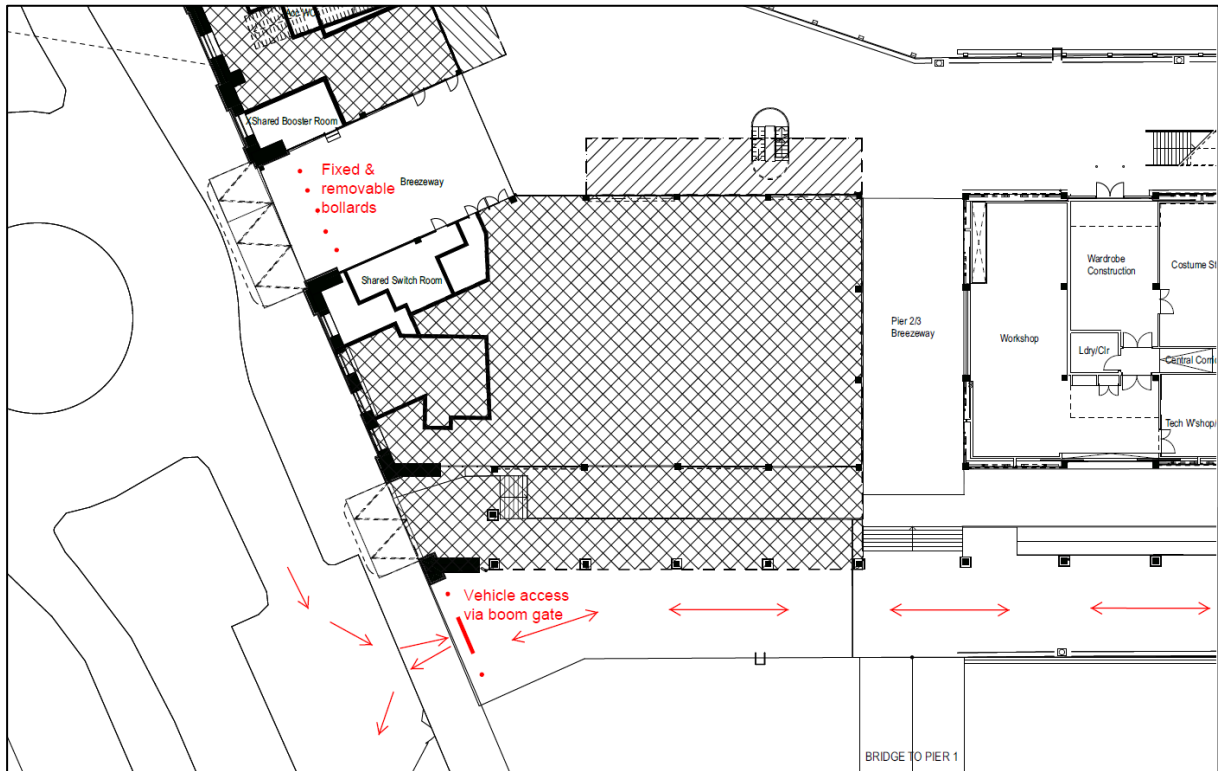 Shared Booster Room
Fixed &
removable
bollards
Breezeway
Shared Switch Room
Pier 2/3
Breezeway
Workshop
Wardrobe
Construction
Costume St
Ldry/Clr
Central Corri
Tech W'shop/
Vehicle access
via boom gate
BRIDGE TO PIER 1